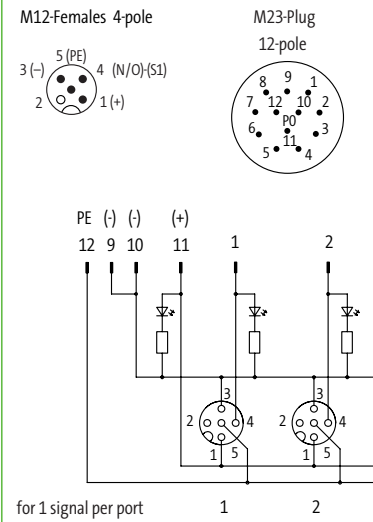 M12-Females 4-pole
M23-Plug
12-pole
5 (PE)
3 (–)
4 (N/O)-(S1)
2
1 (+)
8 9 1
7 12 10 2
P0
6 3
11
5 4
PE (-) (-) (+)
12 9 10 11 1 2
3 3
2 4 2 4
1 5 1 5
for 1 signal per port 1 2